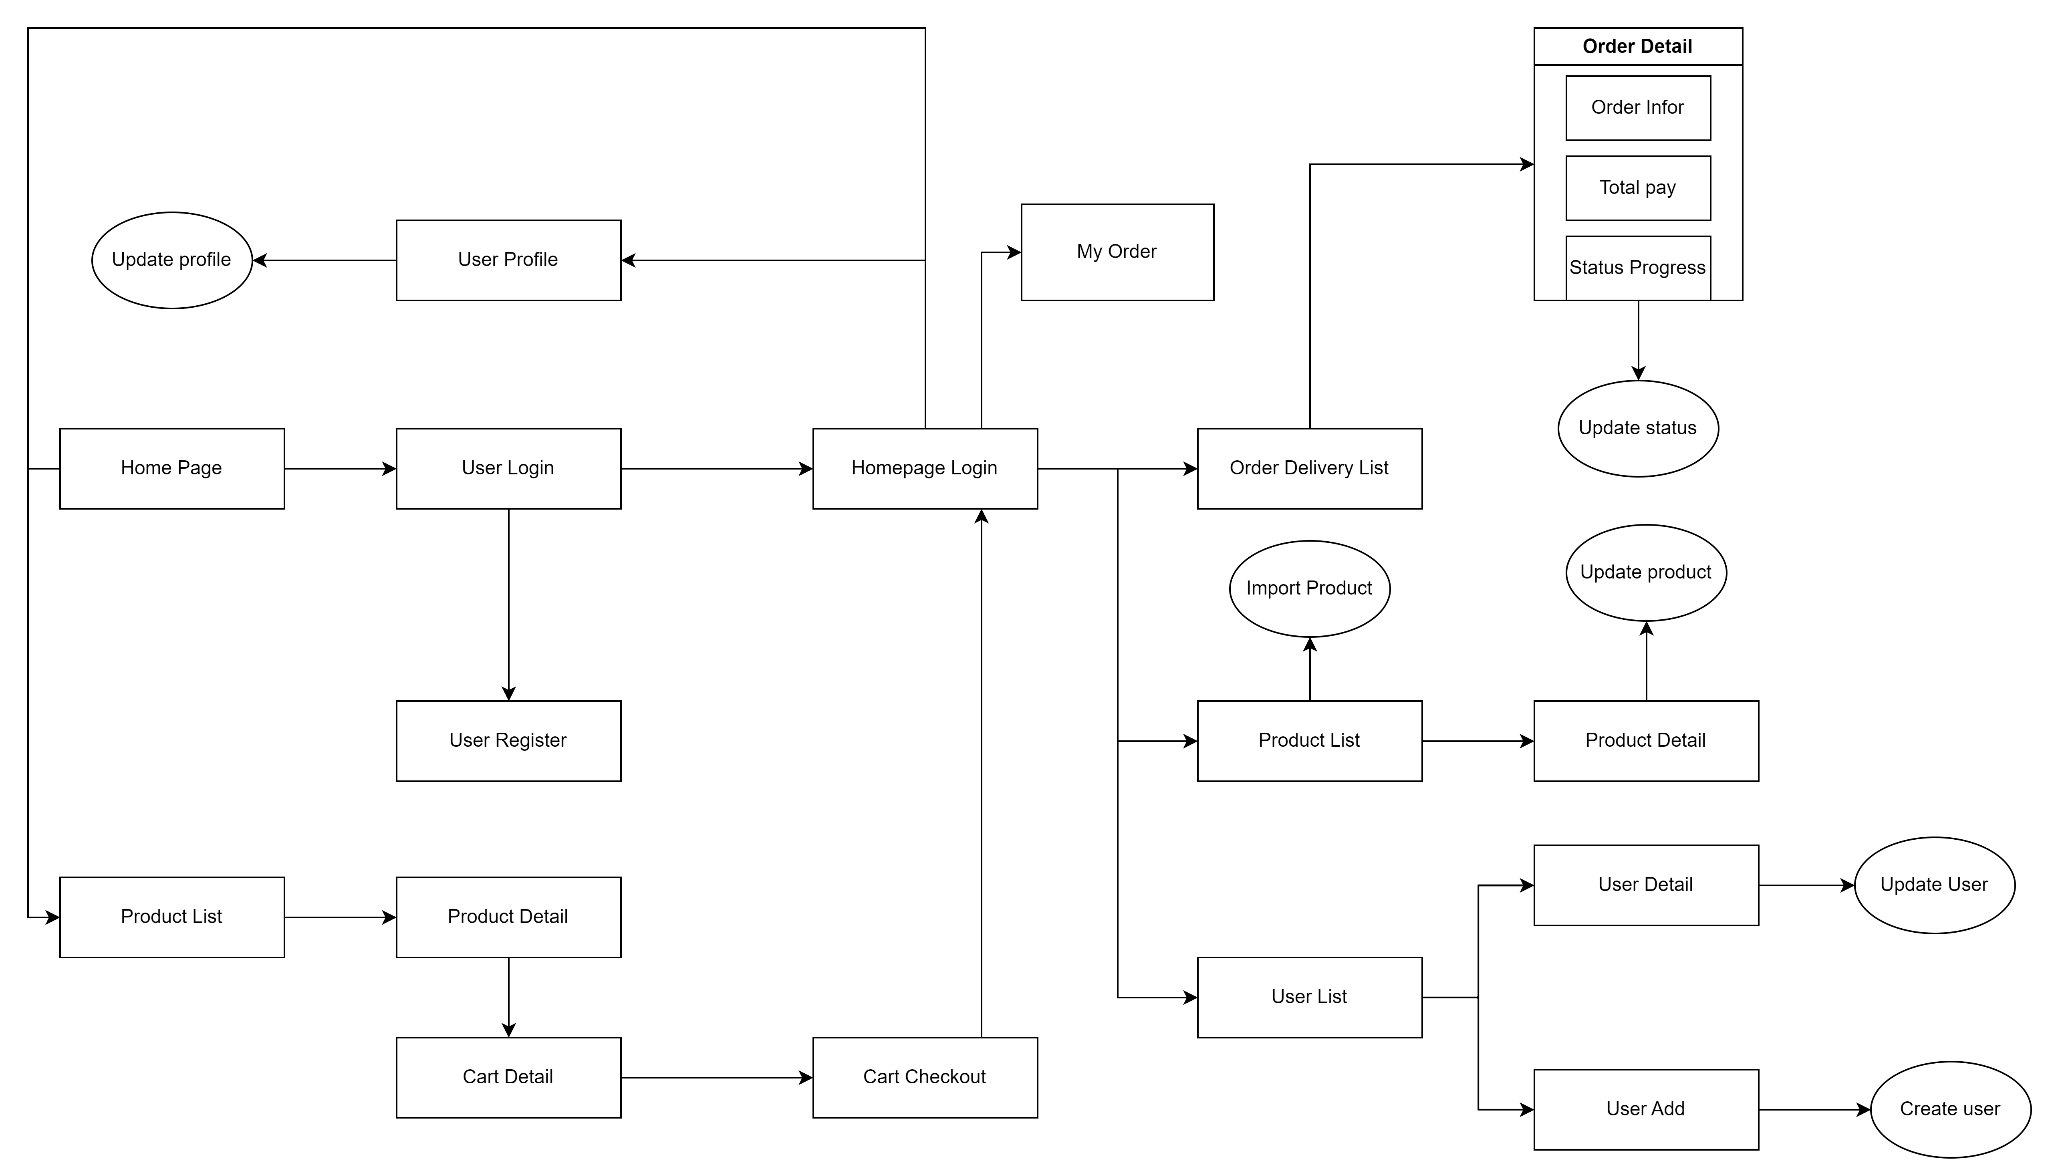 Order Detail
Order Infor
Total pay
Status Progress
Update profile
User Profile
My Order
Home Page
User Login
Homepage Login
Order Delivery List
Update status
Import Product
Update product
User Register
Product List
Product Detail
Product List
Product Detail
User Detail
Update User
User List
Cart Detail
Cart Checkout
User Add
Create user